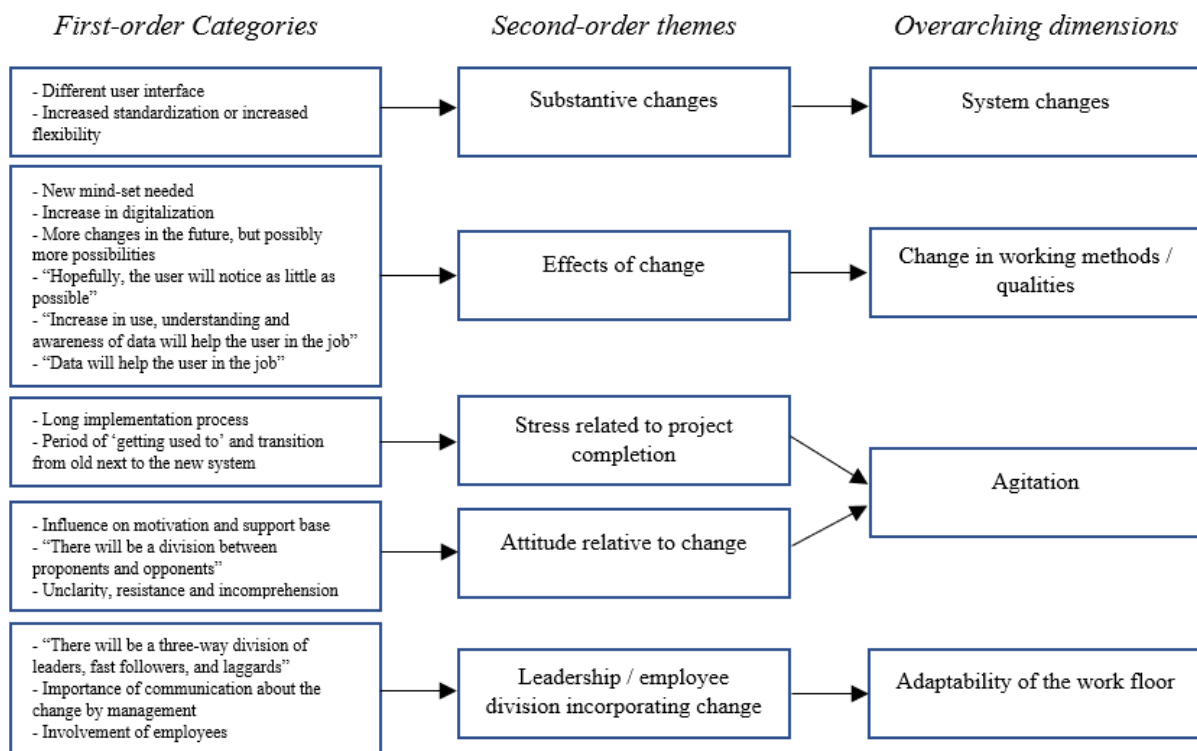 First-order Categories
Second-order themes
Overarching dimensions
- Different user interface
- Increased standardization or increased
flexibility
Substantive changes
System changes
- New mind-set needed
- Increase in digitalization
- More changes in the future, but possibly
more possibilities
- “Hopefully, the user will notice as little as
possible”
- “Increase in use, understanding and
awareness of data will help the user in the job”
- “Data will help the user in the job”
Effects of change
Change in working methods /
qualities
- Long implementation process
- Period of ‘getting used to’ and transition
from old next to the new system
Stress related to project
completion
Agitation
- Influence on motivation and support base
- “There will be a division between
proponents and opponents”
- Unclarity, resistance and incomprehension
Attitude relative to change
- “There will be a three-way division of
leaders, fast followers, and laggards”
- Importance of communication about the
change by management
- Involvement of employees
Leadership / employee
division incorporating change
Adaptability of the work floor